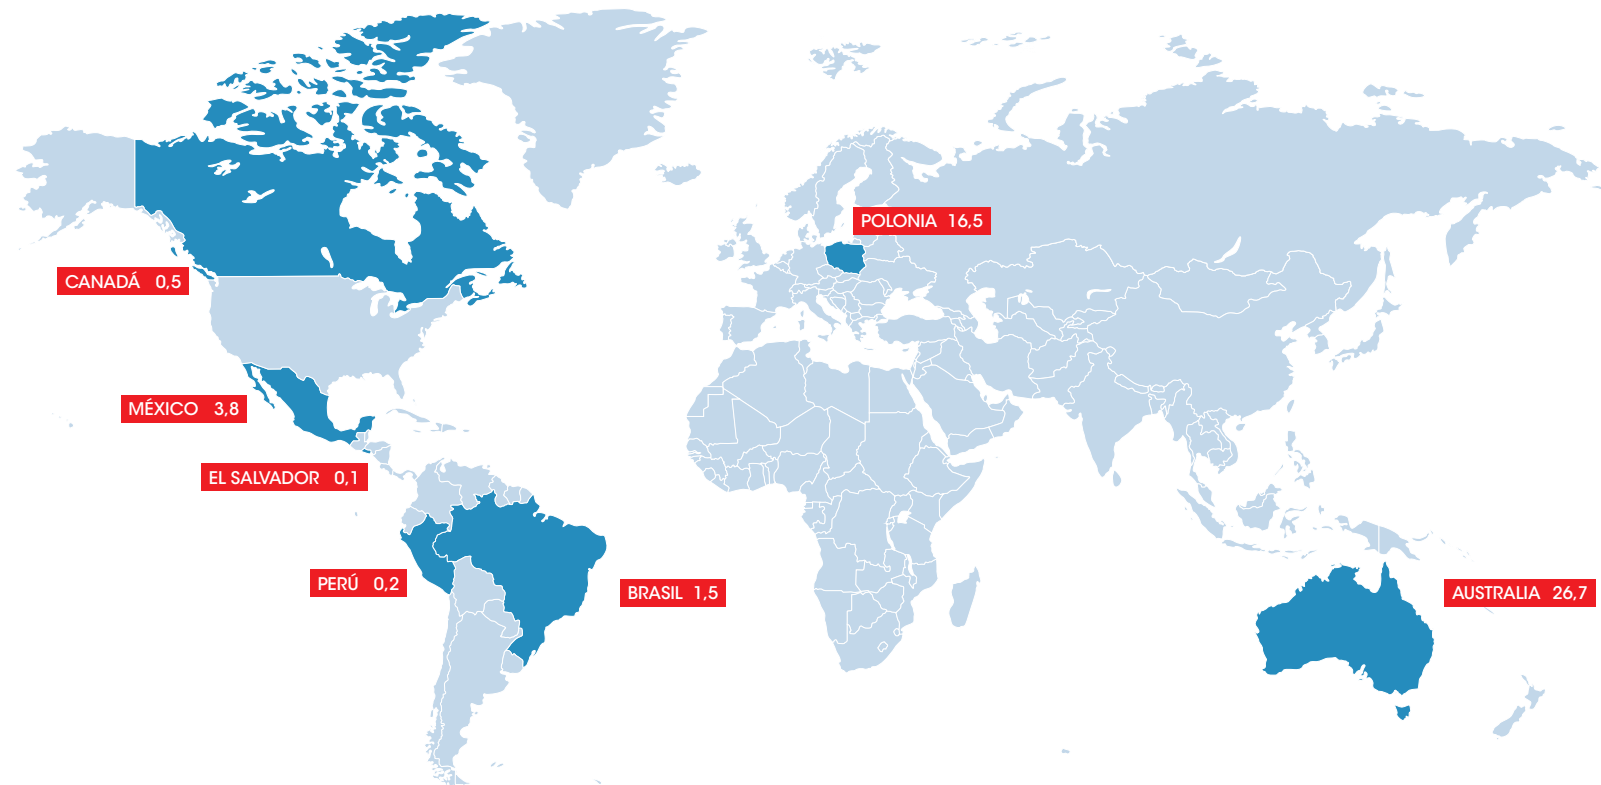 POLONIA 16,5
CANADÁ 0,5
MÉXICO 3,8
EL SALVADOR 0,1
PERÚ 0,2
BRASIL 1,5
AUSTRALIA 26,7